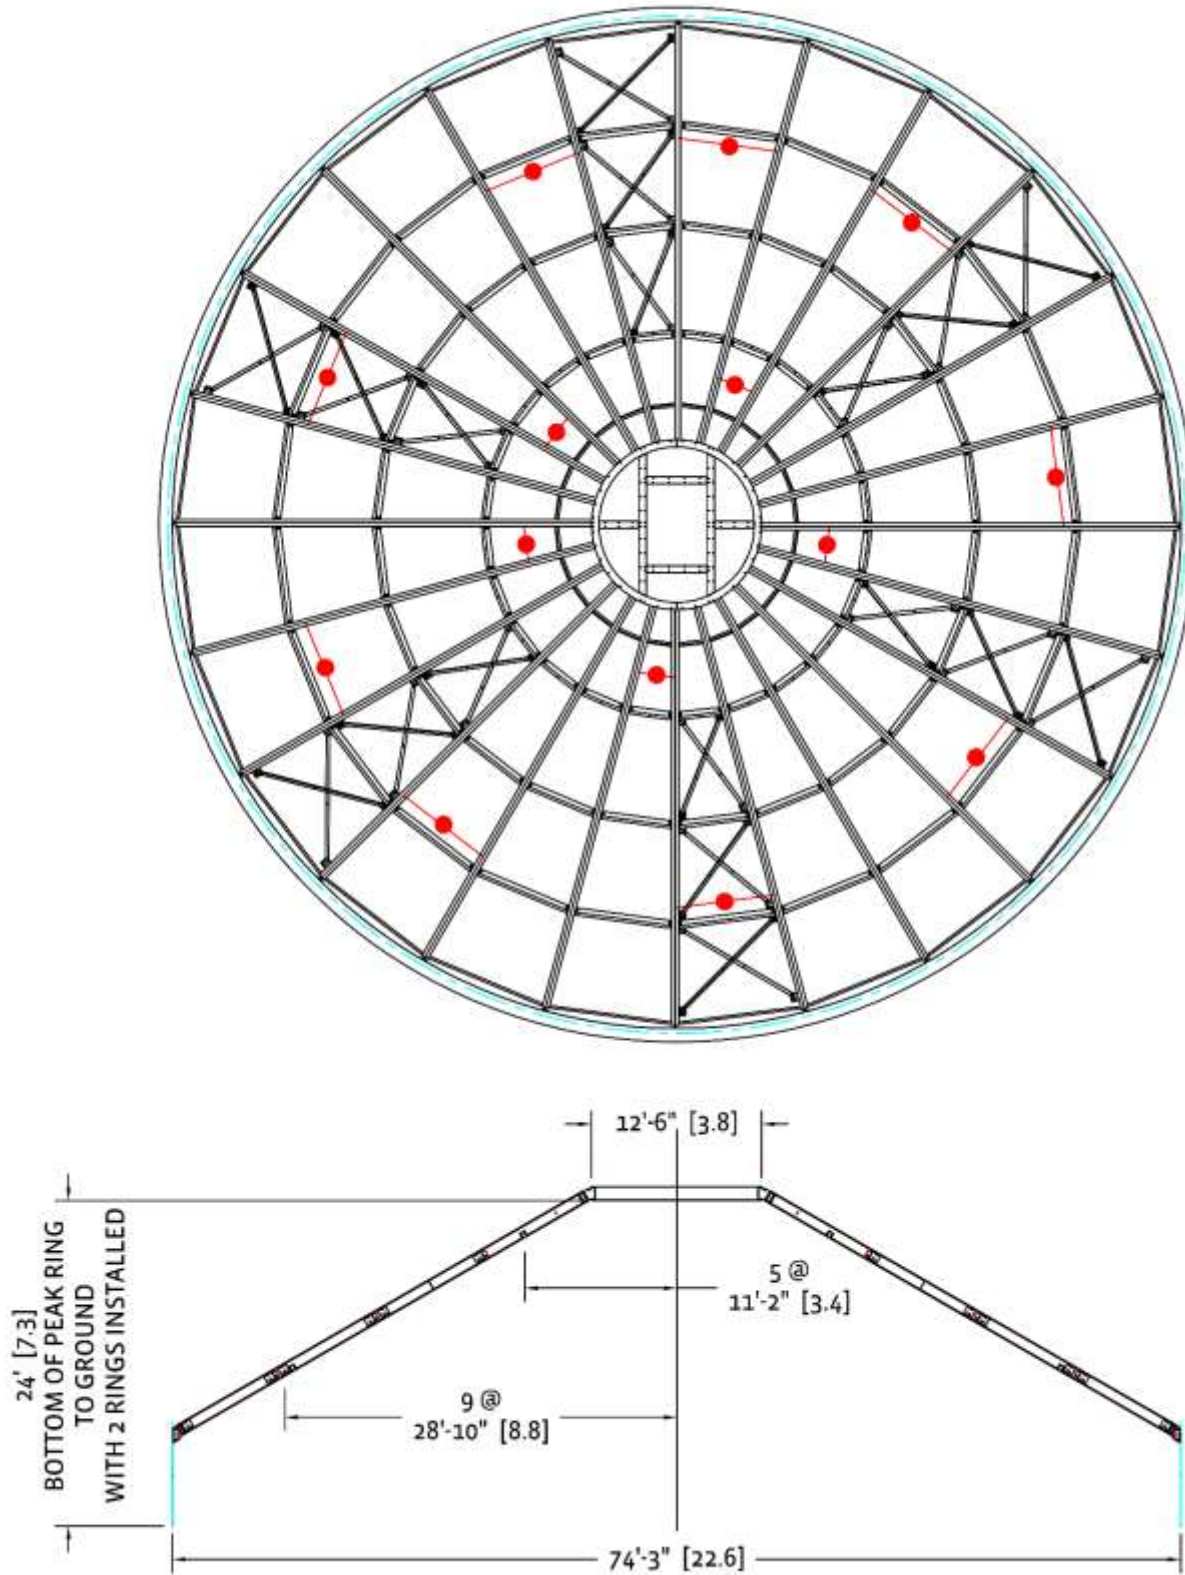 12'-6" [3.8]
24' [7.3]
BOTTOM OF PEAK RING
TO GROUND
WITH 2 RINGS INSTALLED
5 @
11'-2" [3.4]
9 @
28'-10" [8.8]
74'-3" [22.6]